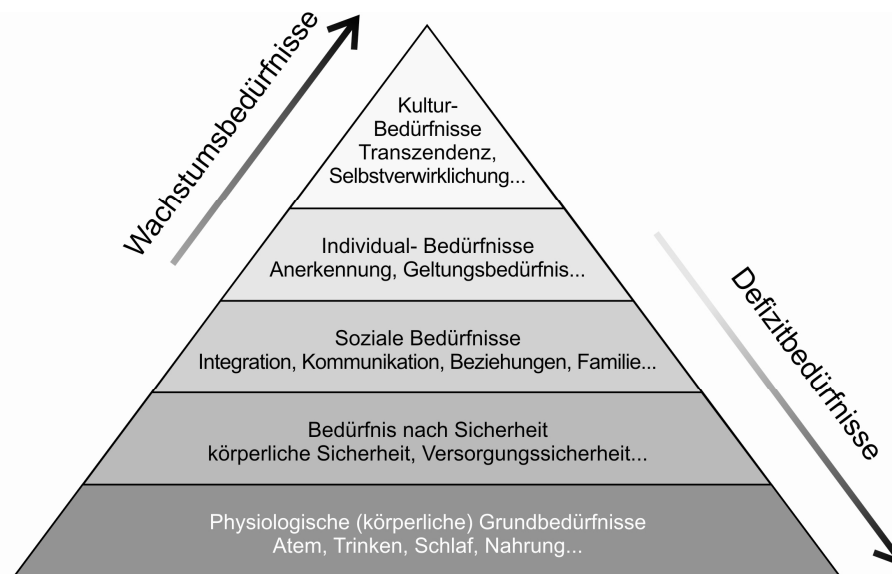 Wachstumsbedürfnisse
Kultur-
Bedürfnisse
Transzendenz,
Selbstverwirklichung...
Individual- Bedürfnisse
Anerkennung, Geltungsbedürfnis...
Defizitbedürfnisse
Soziale Bedürfnisse
Integration, Kommunikation, Beziehungen, Familie...
Bedürfnis nach Sicherheit
körperliche Sicherheit, Versorgungssicherheit...
Physiologische (körperliche) Grundbedürfnisse
Atem, Trinken, Schlaf, Nahrung...